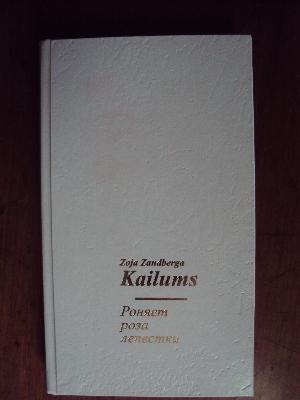 Zoja Zandberga
Kailums
Роняет
роза
лепестки